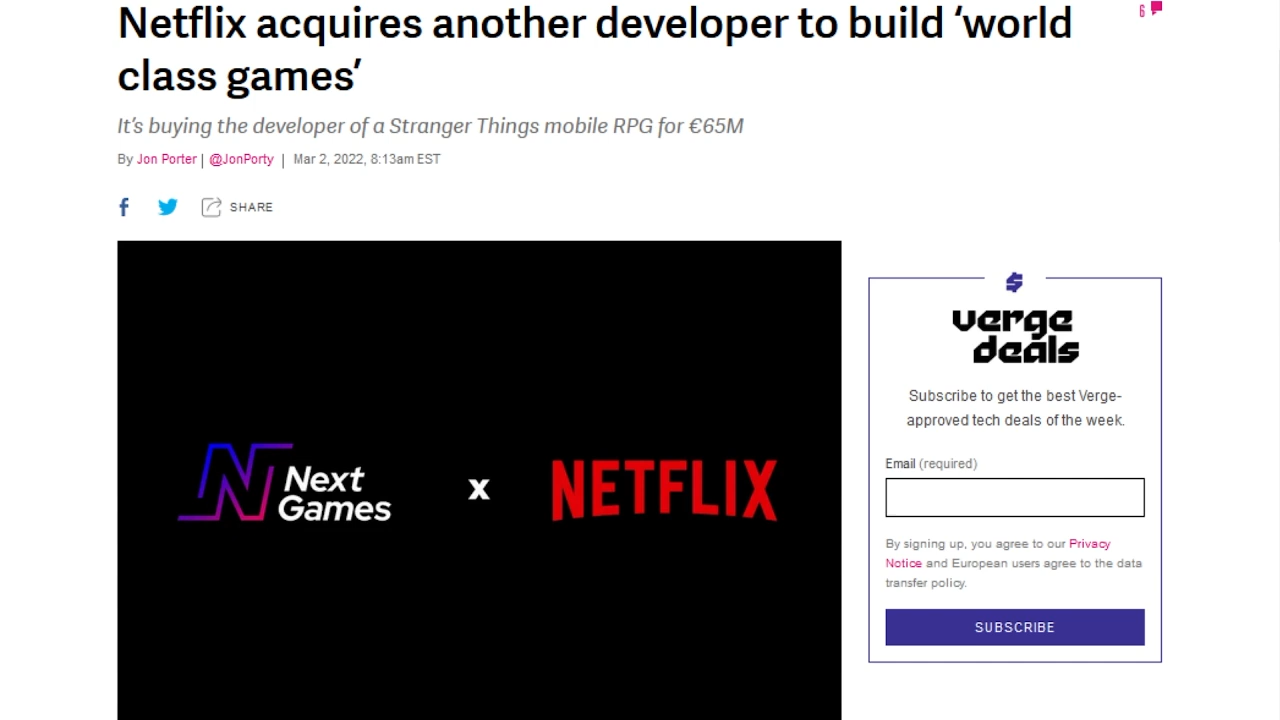 Netflix acquires another developer to build ‘world
class games’
6
It’s buying the developer of a Stranger Things mobile RPG for €65M
By Jon Porter | @JonPorty | Mar 2, 2022, 8:13am EST
SHARE
Next
Games
x
NETFLIX
verge
deals
Subscribe to get the best Verge-
approved tech deals of the week.
Email (required)
By signing up, you agree to our Privacy
Notice and European users agree to the data
transfer policy.
SUBSCRIBE